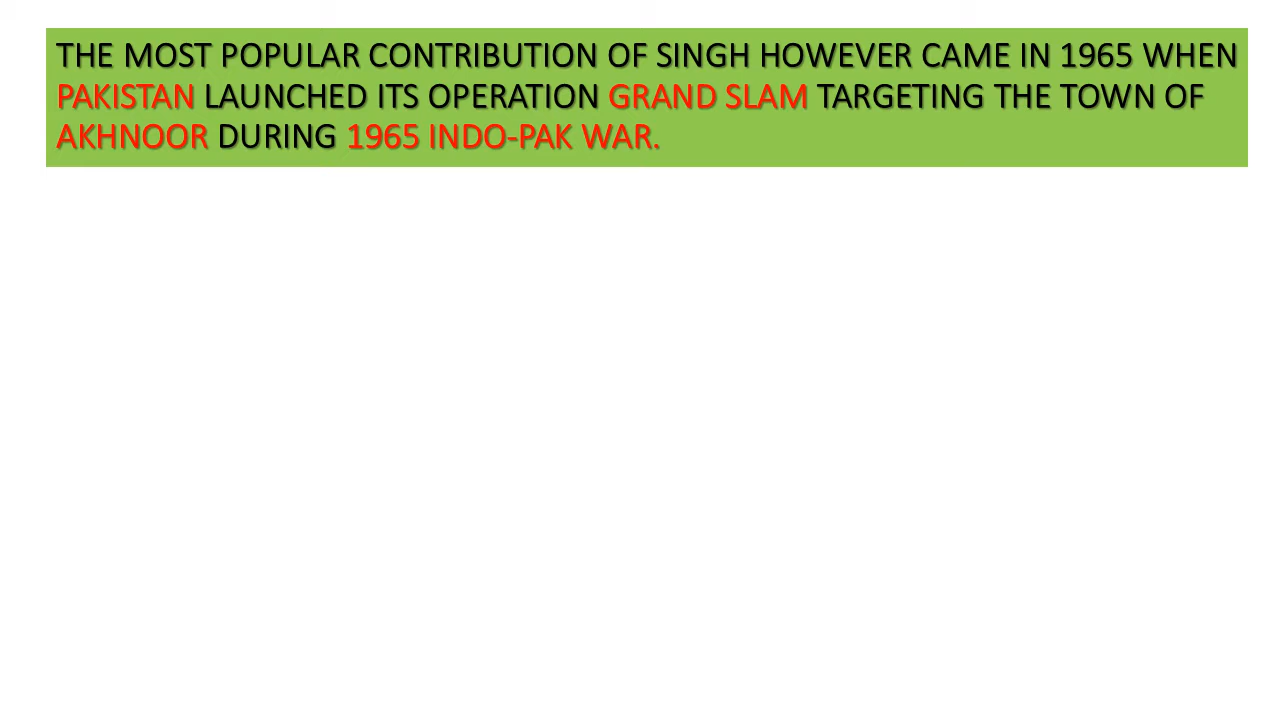 THE MOST POPULAR CONTRIBUTION OF SINGH HOWEVER CAME IN 1965 WHEN
PAKISTAN LAUNCHED ITS OPERATION GRAND SLAM TARGETING THE TOWN OF
AKHNOOR DURING 1965 INDO-PAK WAR.